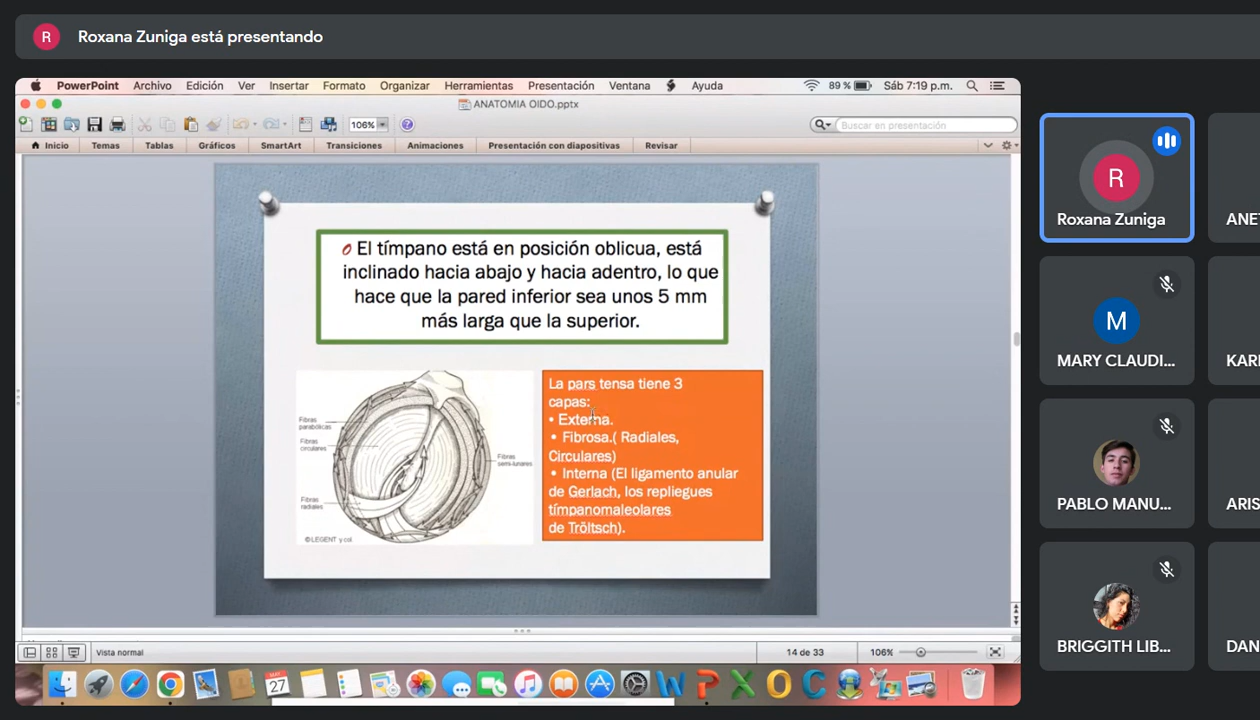 R
Roxana Zuniga está presentando
PowerPoint Archivo Edición Ver Insertar Formato Organizar Herramientas Presentación Ventana Ayuda 89 % Sáb 7:19 p.m.
ANATOMIA OIDO.pptx
106%
Buscar en presentación
Inicio Temas Tablas Gráficos SmartArt Transiciones Animaciones Presentación con diapositivas Revisar
El tímpano está en posición oblicua, está
inclinado hacia abajo y hacia adentro, lo que
hace que la pared inferior sea unos 5 mm
más larga que la superior.
Fibras
parabólicas
Fibras
circulares
Fibras
semi-lunares
Fibras
radiales
© LEGENT y col
La pars tensa tiene 3
capas:
• Externa.
• Fibrosa.( Radiales,
Circulares)
• Interna (El ligamento anular
de Gerlach, los repliegues
tímpanomaleolares
de Tröltsch).
Vista normal
14 de 33
106%
27
R
Roxana Zuniga
ANE
M
MARY CLAUDI...
KARI
PABLO MANU...
ARIS
BRIGGITH LIB...
DAN